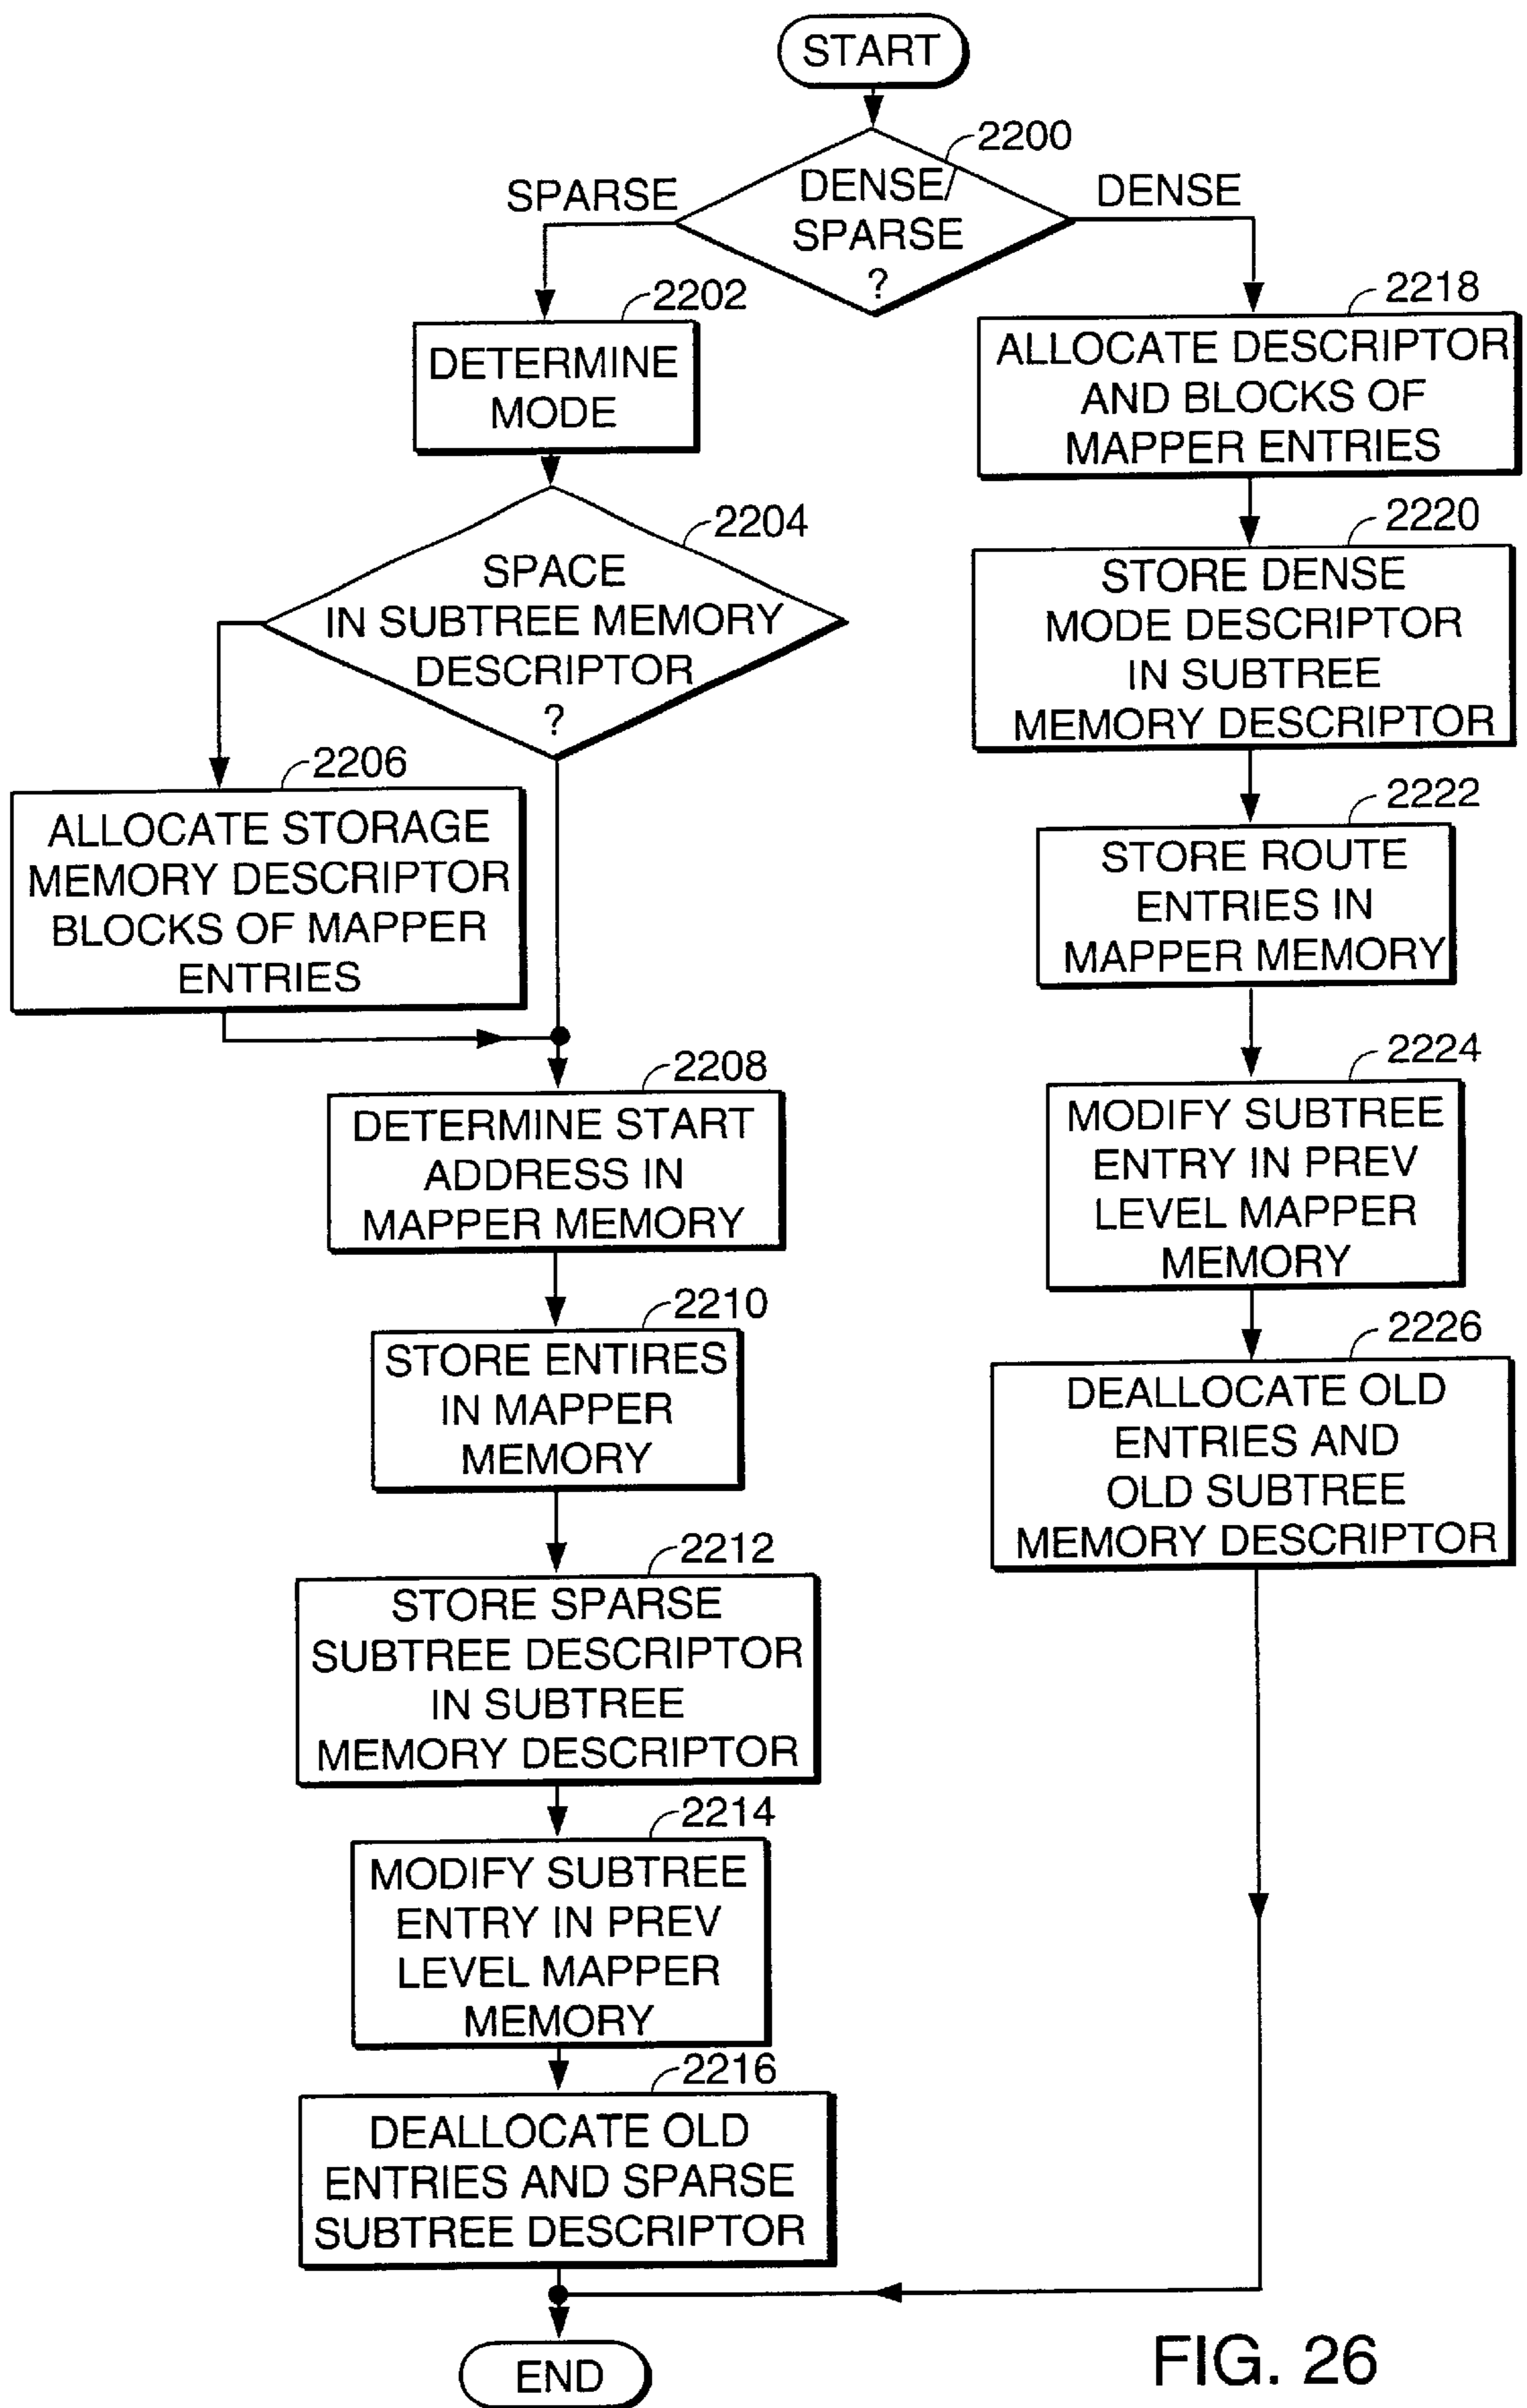 START
2200
DENSE/
SPARSE
?
SPARSE
DENSE
2202
DETERMINE
MODE
2204
SPACE
IN SUBTREE MEMORY
DESCRIPTOR
?
2206
ALLOCATE STORAGE
MEMORY DESCRIPTOR
BLOCKS OF MAPPER
ENTRIES
2208
DETERMINE START
ADDRESS IN
MAPPER MEMORY
2210
STORE ENTIRES
IN MAPPER
MEMORY
2212
STORE SPARSE
SUBTREE DESCRIPTOR
IN SUBTREE
MEMORY DESCRIPTOR
2214
MODIFY SUBTREE
ENTRY IN PREV
LEVEL MAPPER
MEMORY
2216
DEALLOCATE OLD
ENTRIES AND SPARSE
SUBTREE DESCRIPTOR
2218
ALLOCATE DESCRIPTOR
AND BLOCKS OF
MAPPER ENTRIES
2220
STORE DENSE
MODE DESCRIPTOR
IN SUBTREE
MEMORY DESCRIPTOR
2222
STORE ROUTE
ENTRIES IN
MAPPER MEMORY
2224
MODIFY SUBTREE
ENTRY IN PREV
LEVEL MAPPER
MEMORY
2226
DEALLOCATE OLD
ENTRIES AND
OLD SUBTREE
MEMORY DESCRIPTOR
END
FIG. 26